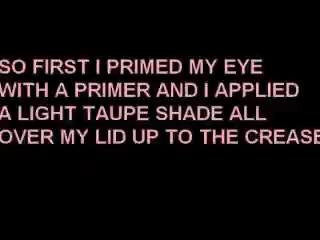 SO FIRST I PRIMED MY EYE
WITH A PRIMER AND I APPLIED
A LIGHT TAUPE SHADE ALL
OVER MY LID UP TO THE CREASE